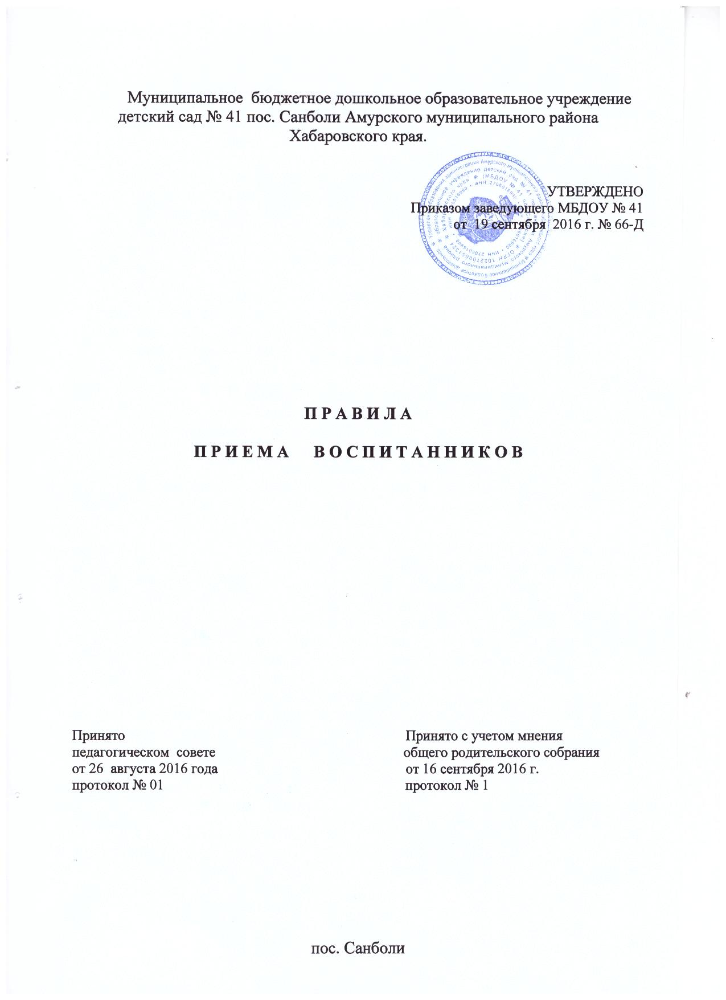 Муниципальное бюджетное дошкольное образовательное учреждение
детский сад № 41 пос. Санболи Амурского муниципального района
Хабаровского края.
УТВЕРЖДЕНО
Приказом заведующего МБДОУ № 41
от 19 сентября 2016 г. № 66-Д
П Р А В И Л А
П Р И Е М А В О С П И Т А Н Н И К О В
Принято
педагогическом совете
от 26 августа 2016 года
протокол № 01
Принято с учетом мнения
общего родительского собрания
от 16 сентября 2016 г.
протокол № 1
пос. Санболи